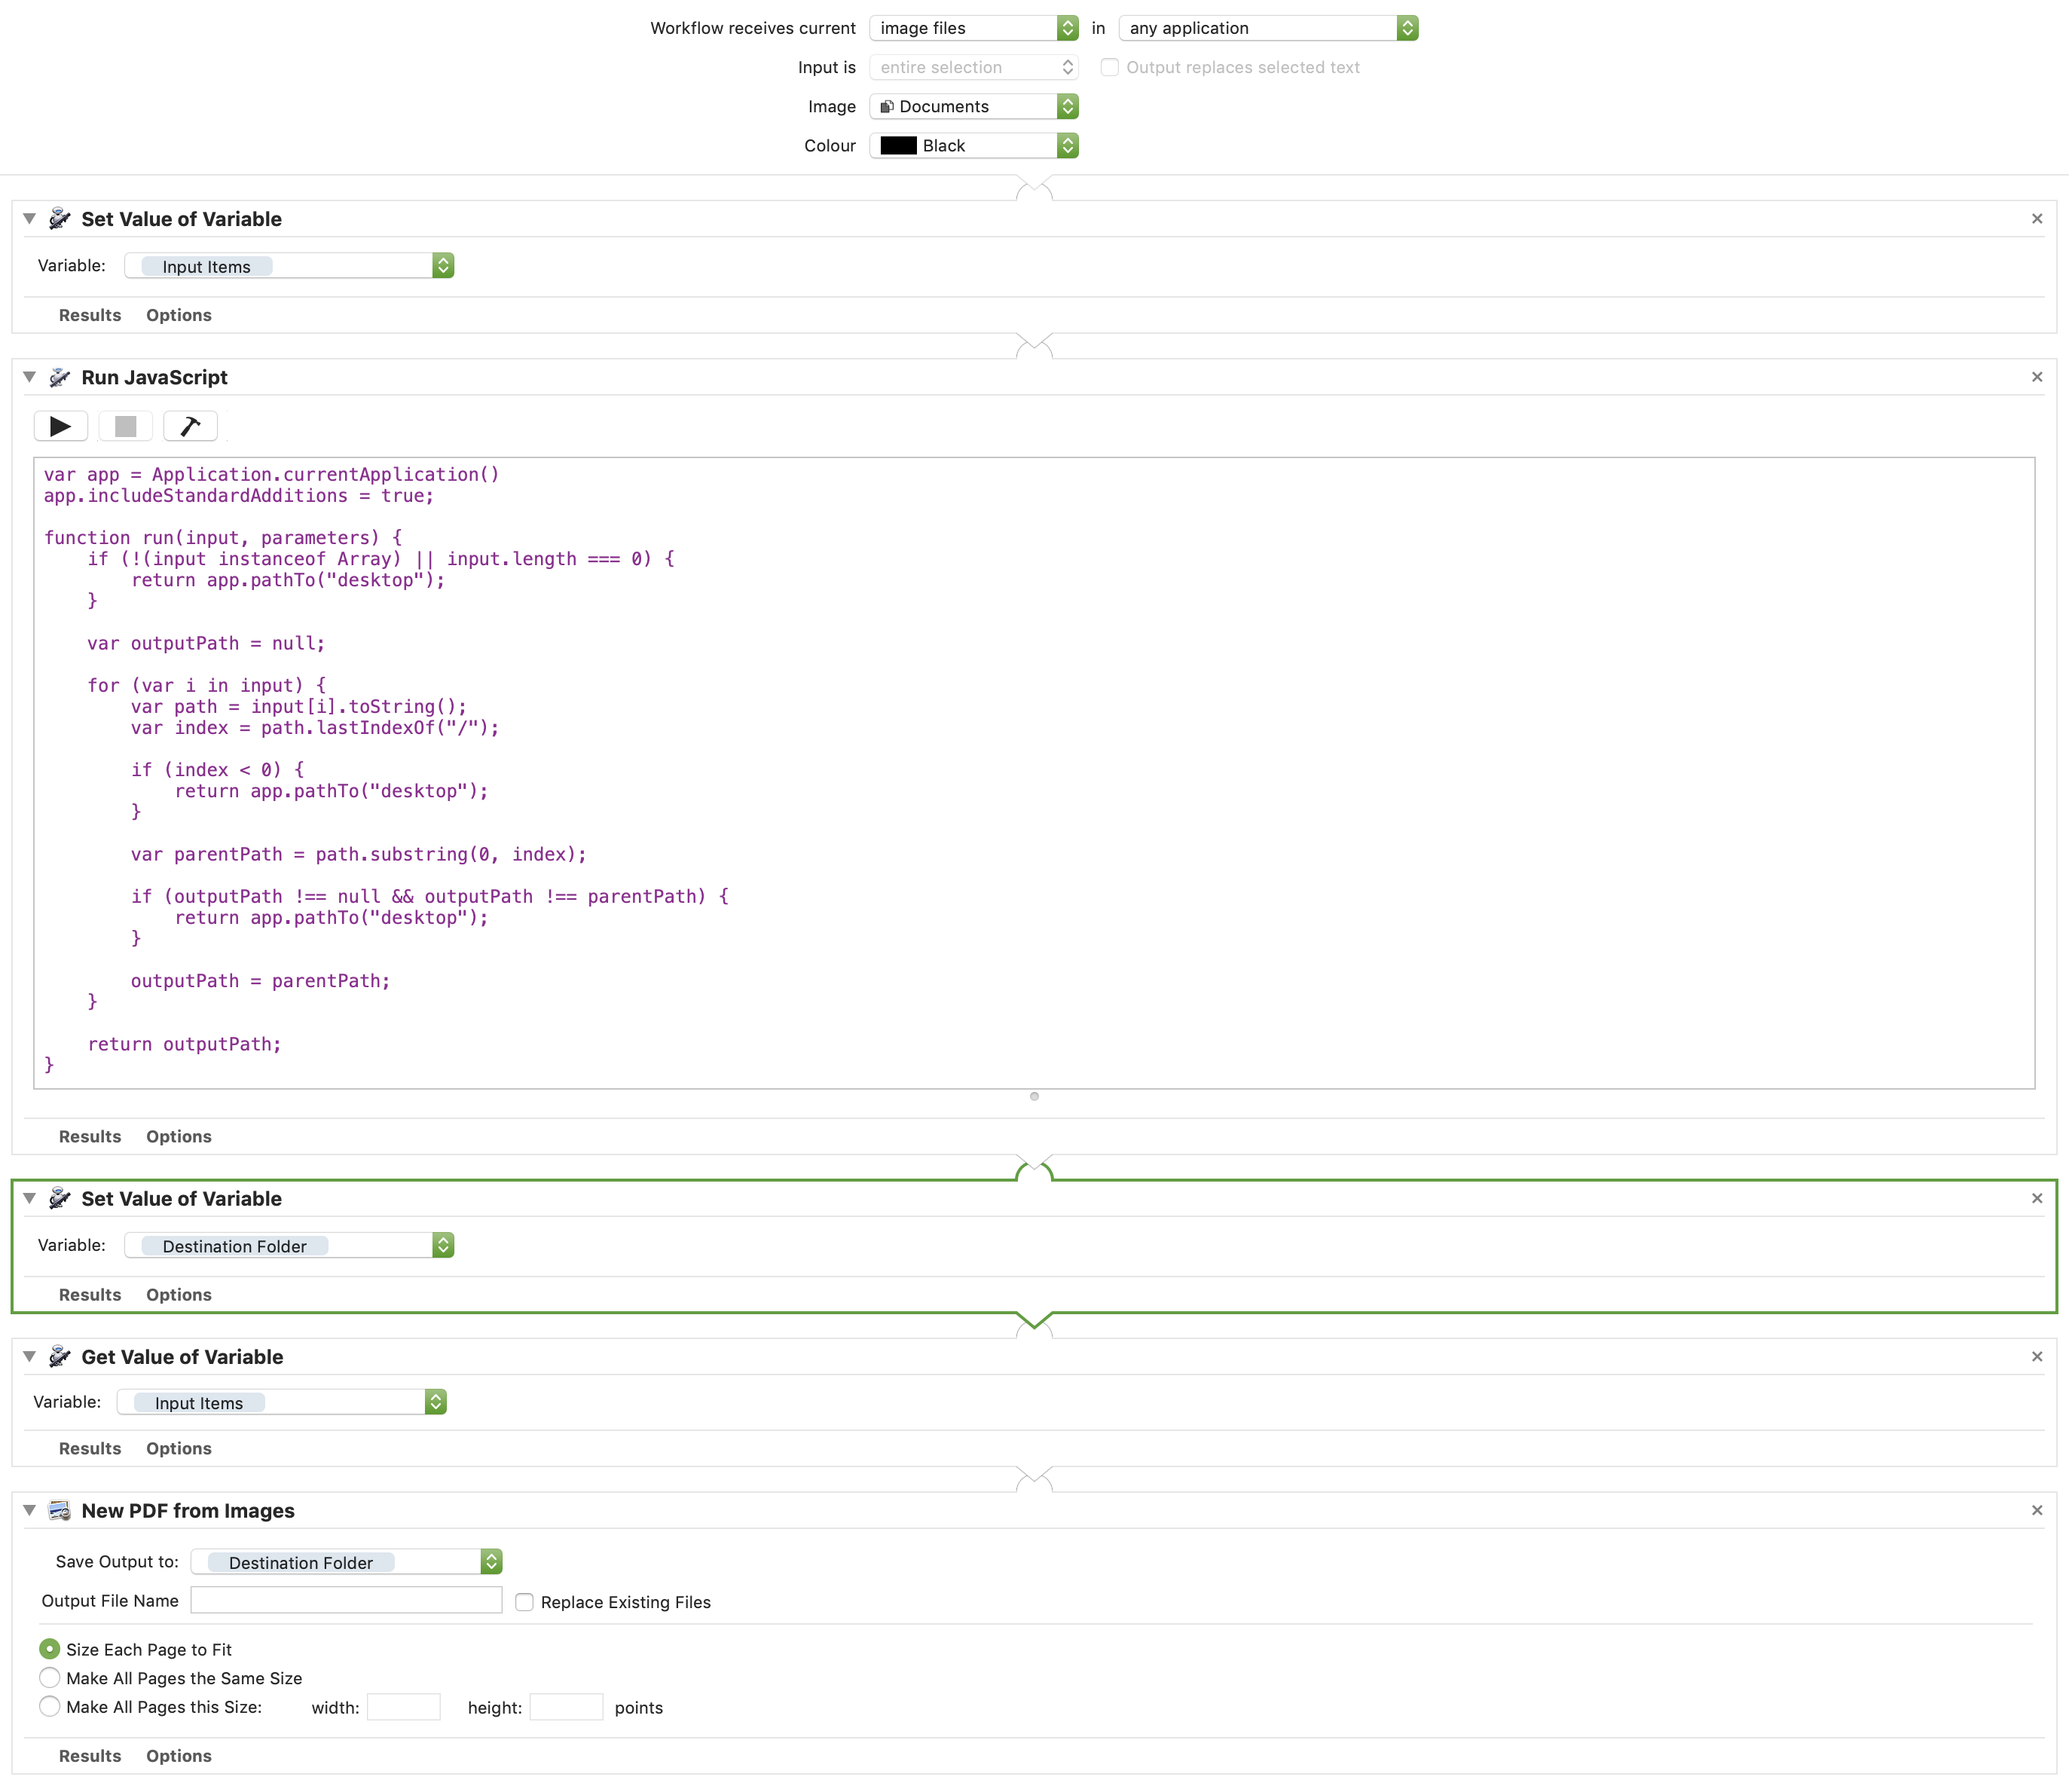 Workflow receives current image files in any application
Input is entire selection Output replaces selected text
Image Documents
Colour Black
Set Value of Variable
Variable: Input Items
Results Options
Run JavaScript
var app = Application.currentApplication()
app.includeStandardAdditions = true;
function run(input, parameters) {
if (!(input instanceof Array) || input.length === 0) {
return app.pathTo("desktop");
}
var outputPath = null;
for (var i in input) {
var path = input[i].toString();
var index = path.lastIndexOf("/");
if (index < 0) {
return app.pathTo("desktop");
}
var parentPath = path.substring(0, index);
if (outputPath !== null && outputPath !== parentPath) {
return app.pathTo("desktop");
}
outputPath = parentPath;
}
return outputPath;
}
Results Options
Set Value of Variable
Variable: Destination Folder
Results Options
Get Value of Variable
Variable: Input Items
Results Options
New PDF from Images
Save Output to: Destination Folder
Output File Name Replace Existing Files
Size Each Page to Fit
Make All Pages the Same Size
Make All Pages this Size: width: height: points
Results Options